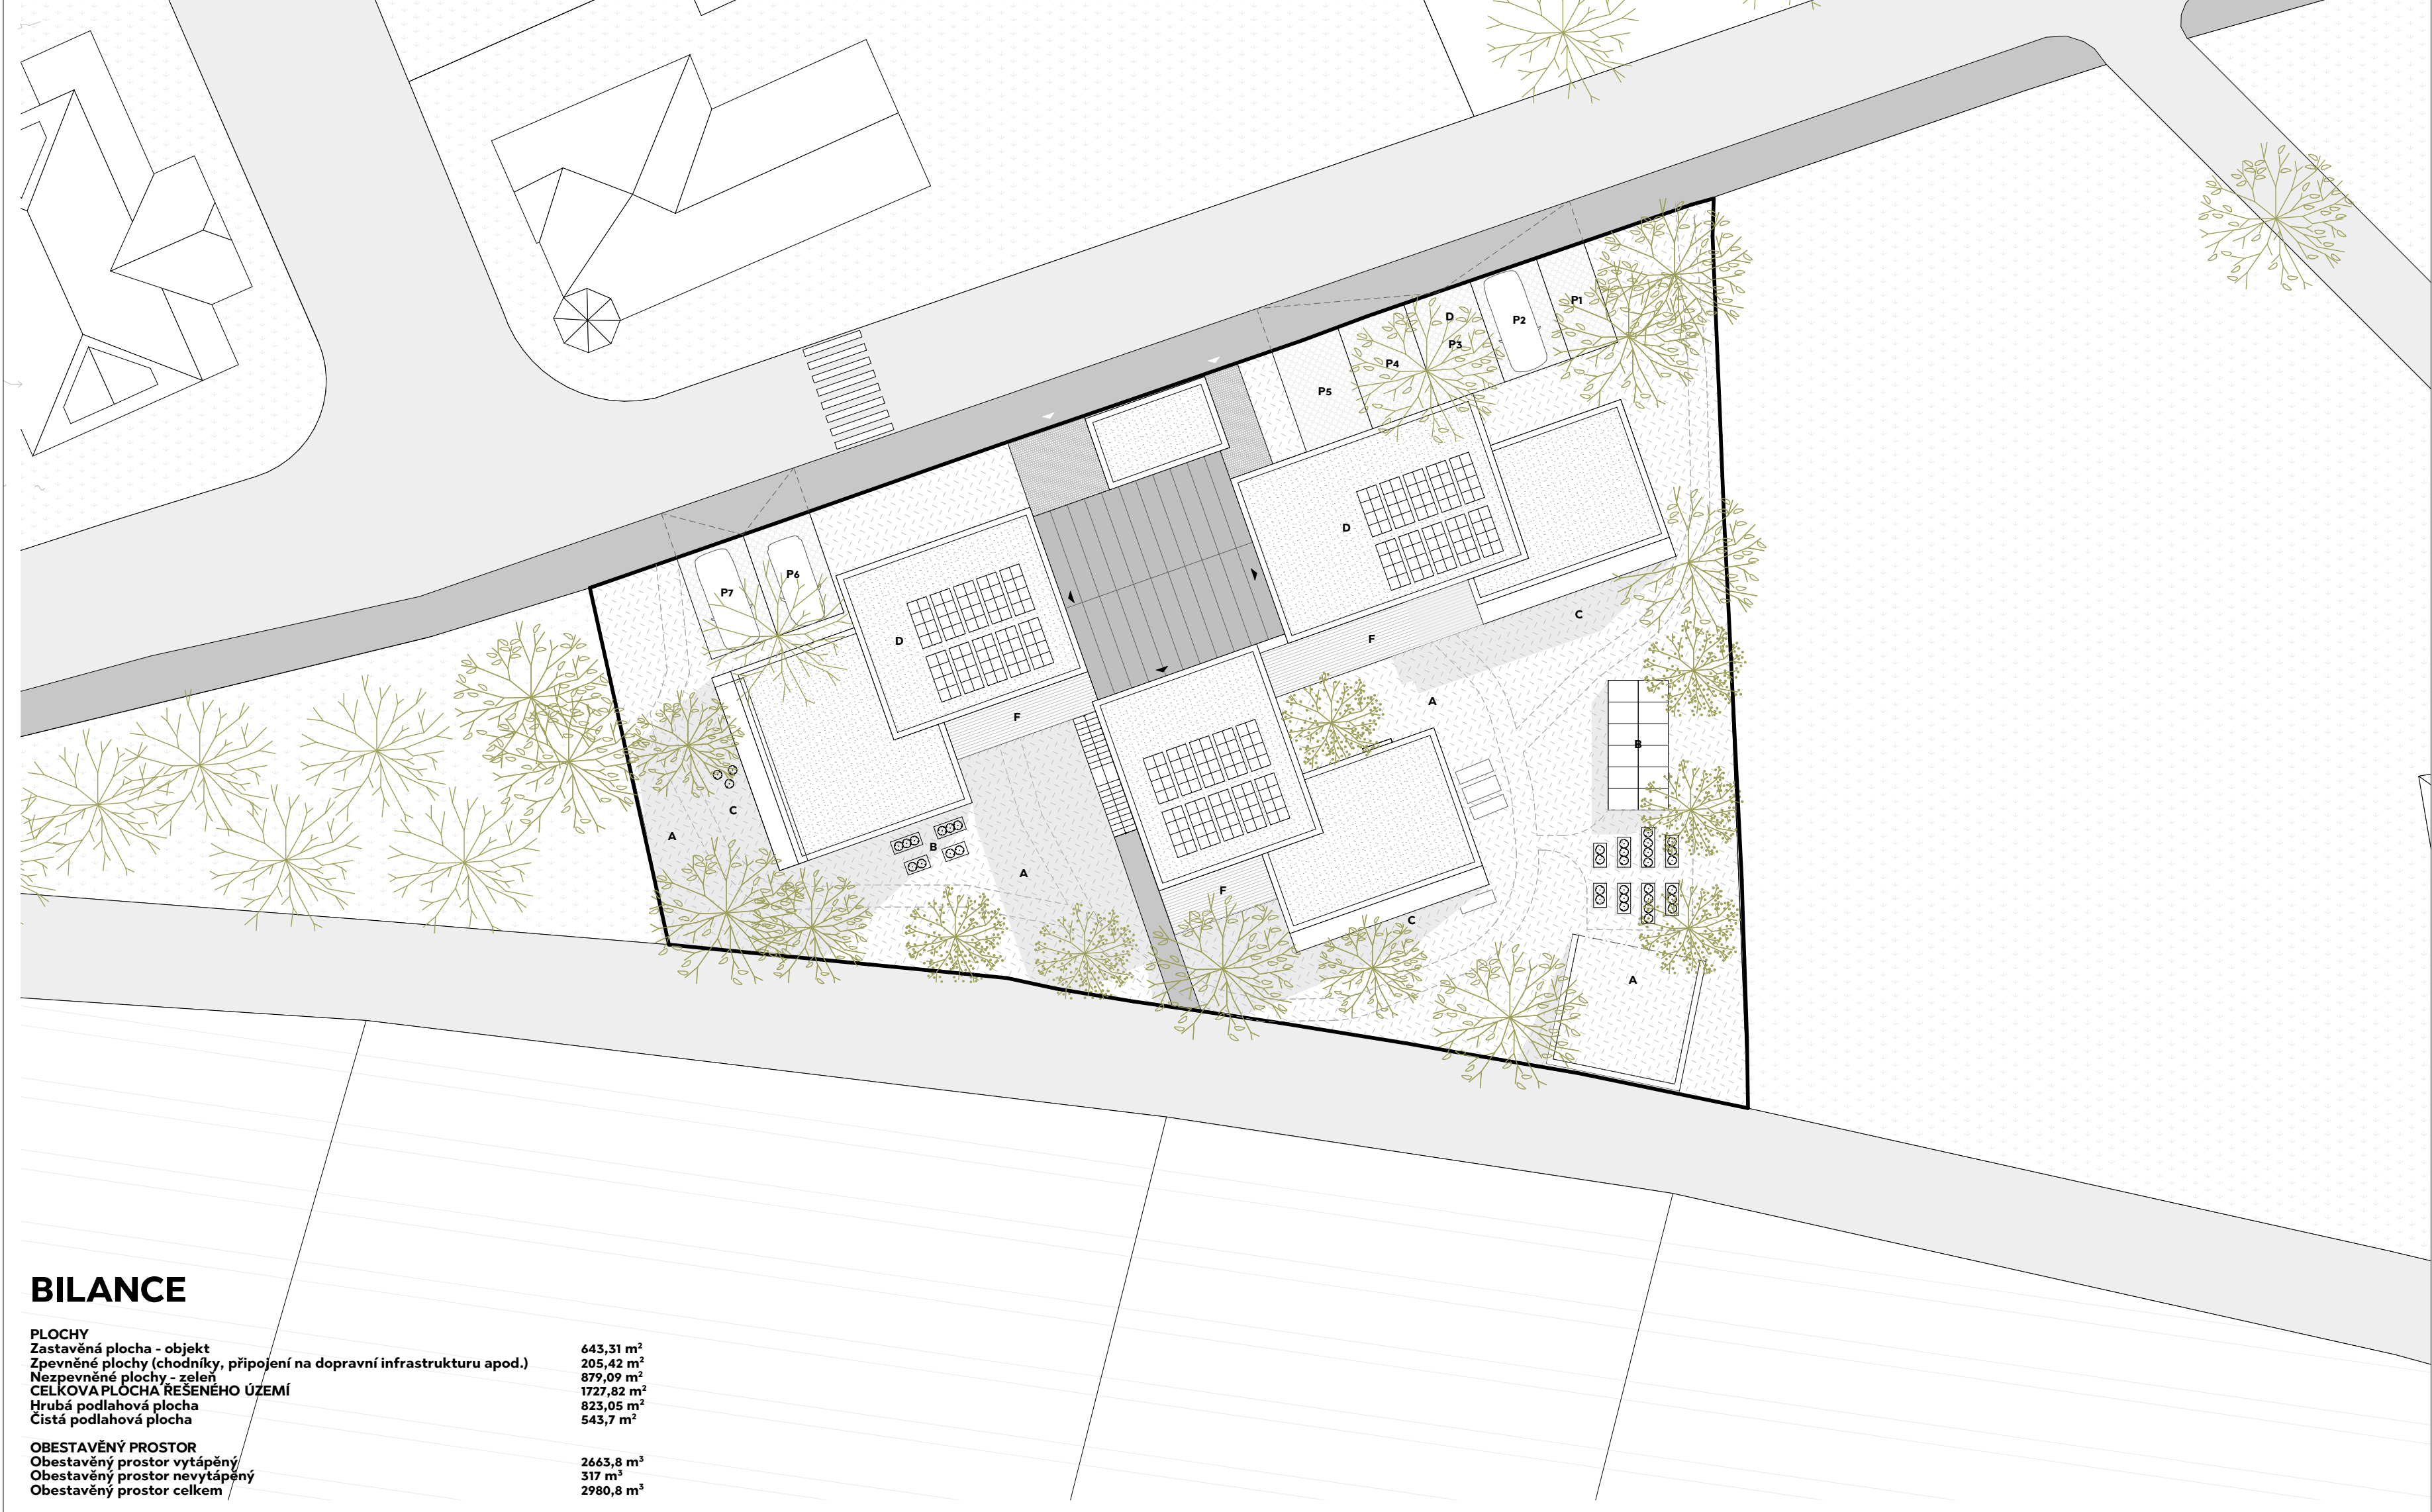 P1
P2
D
P3
P4
P5
D
P6
P7
D
C
F
A
F
B
C
A
B
A
F
C
A
BILANCE
PLOCHY
Zastavěná plocha - objekt 643,31 m²
Zpevněné plochy (chodníky, připojení na dopravní infrastrukturu apod.) 205,42 m²
Nezpevněné plochy - zeleň 879,09 m²
CELKOVA PLOCHA ŘEŠENÉHO ÚZEMÍ 1727,82 m²
Hrubá podlahová plocha 823,05 m²
Čistá podlahová plocha 543,7 m²
OBESTAVĚNÝ PROSTOR
Obestavěný prostor vytápěný 2663,8 m³
Obestavěný prostor nevytápěný 317 m³
Obestavěný prostor celkem 2980,8 m³